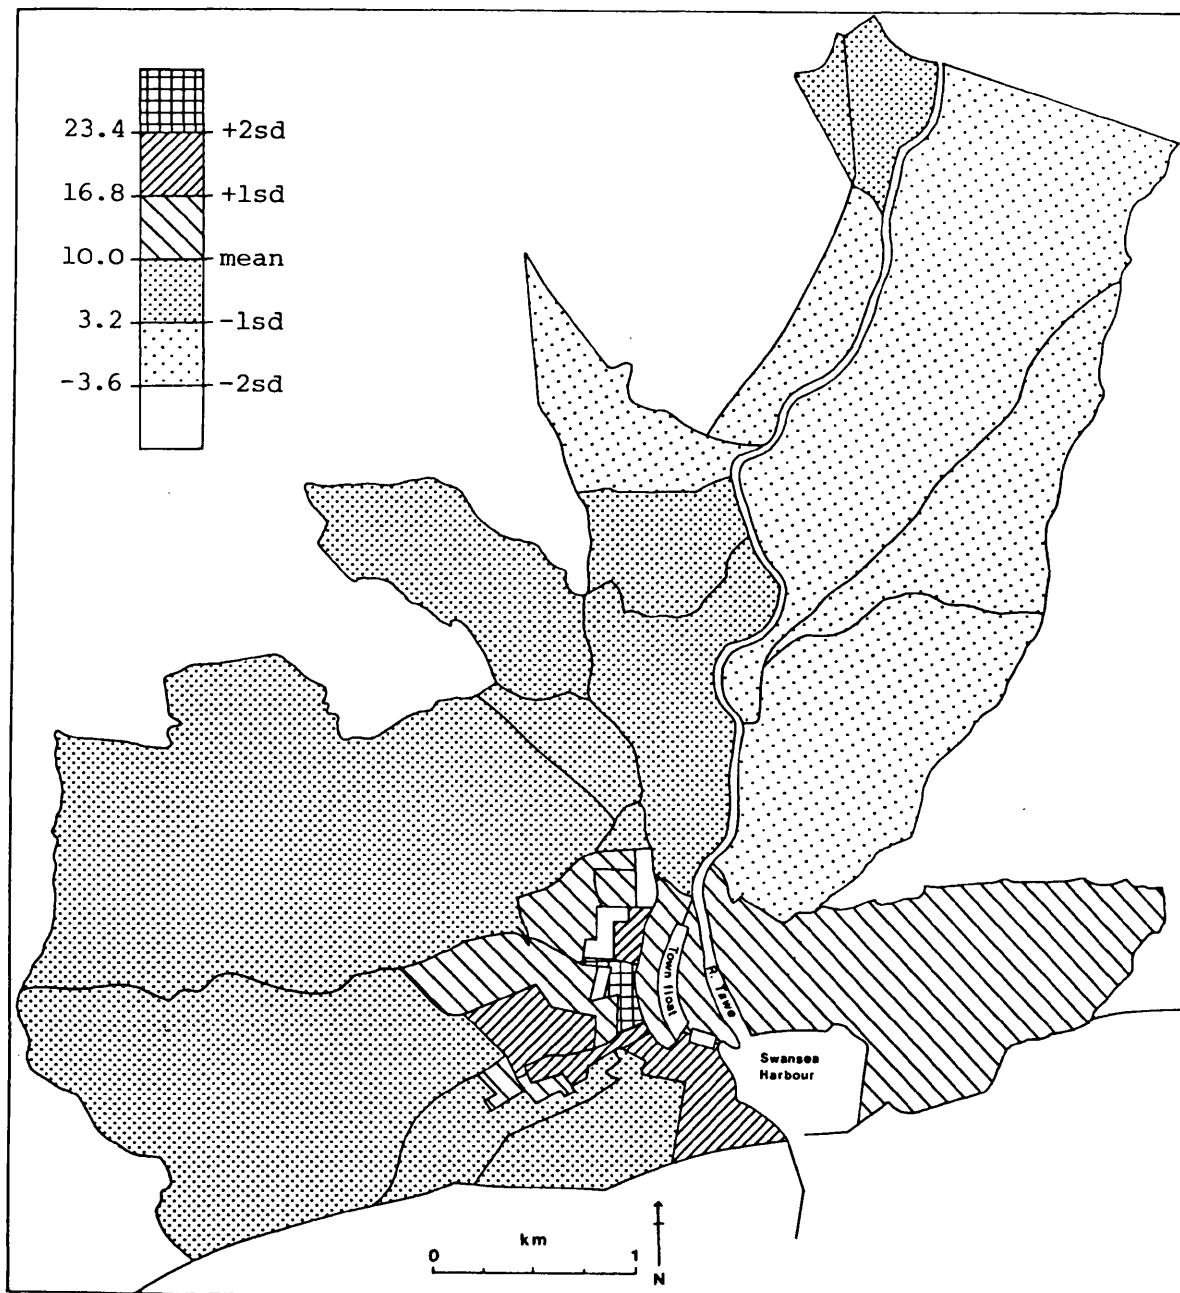 23.4 +2sd
16.8 +1sd
10.0 mean
3.2 -1sd
-3.6 -2sd
Town Float
R. Tawe
Swansea
Harbour
km
0 1
N